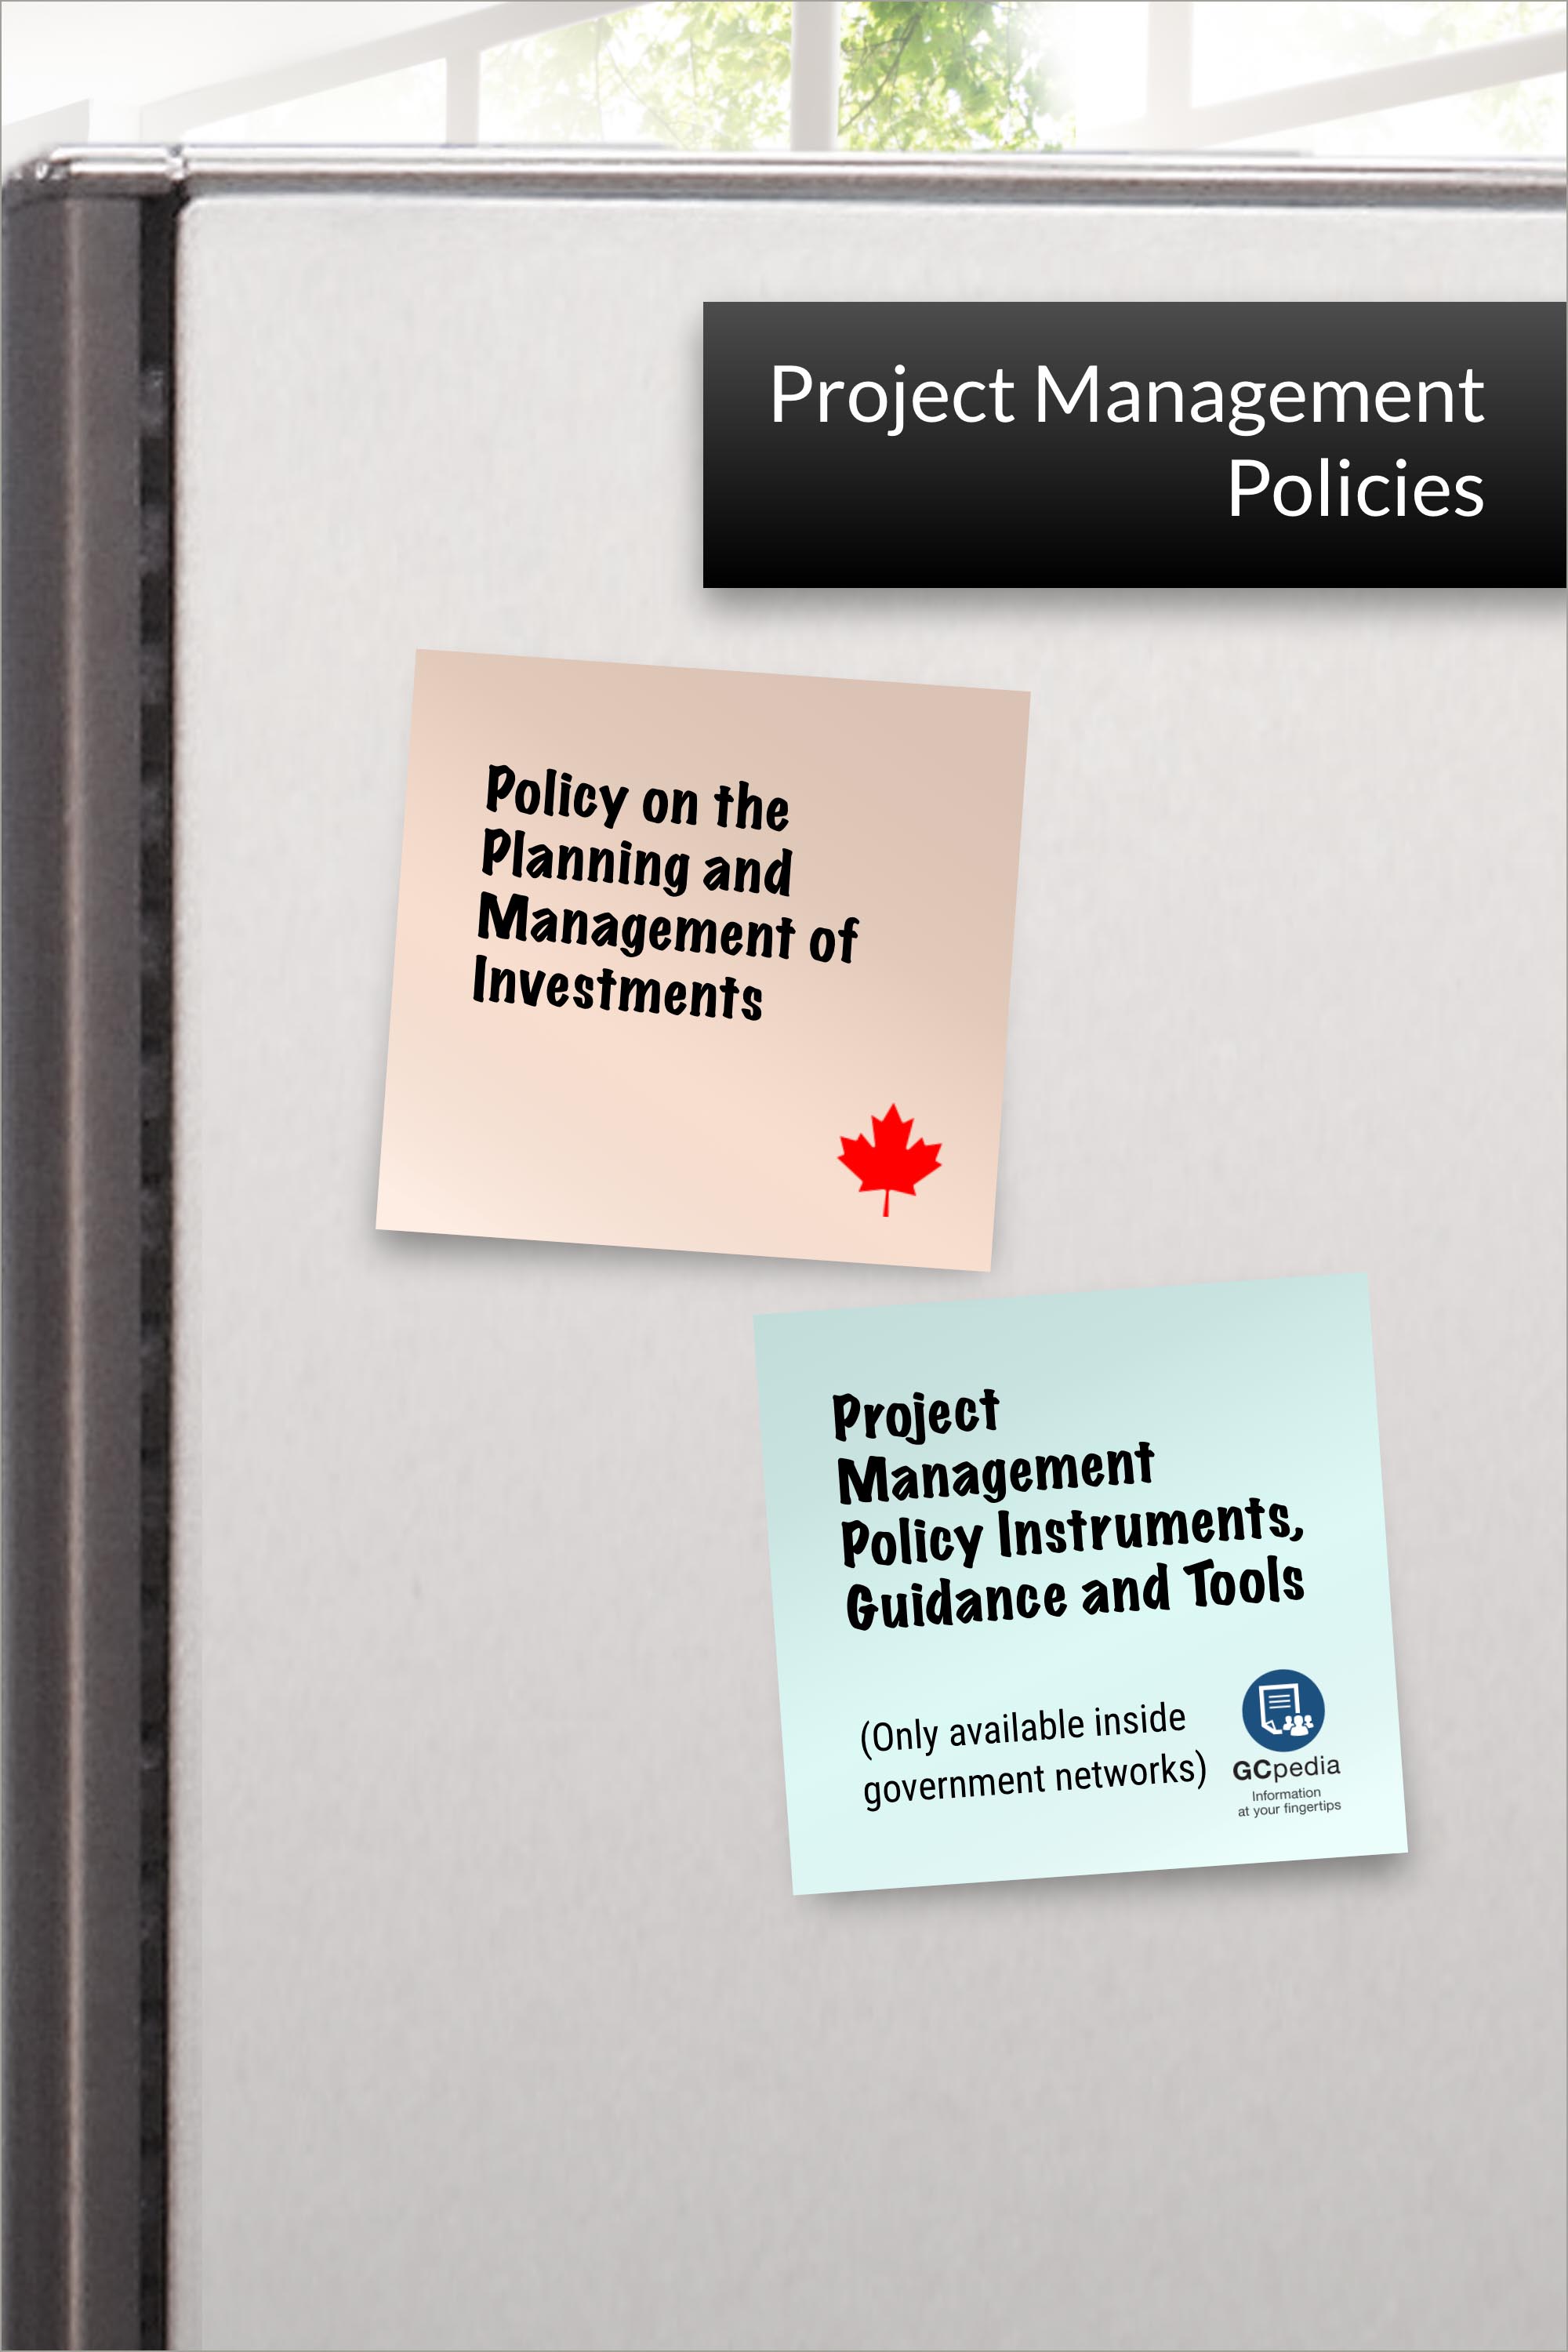 Project Management
Policies
Policy on the
Planning and
Management of
Investments
Project
Management
Policy Instruments,
Guidance and Tools
(Only available inside
government networks)
GCpedia
Information
at your fingertips